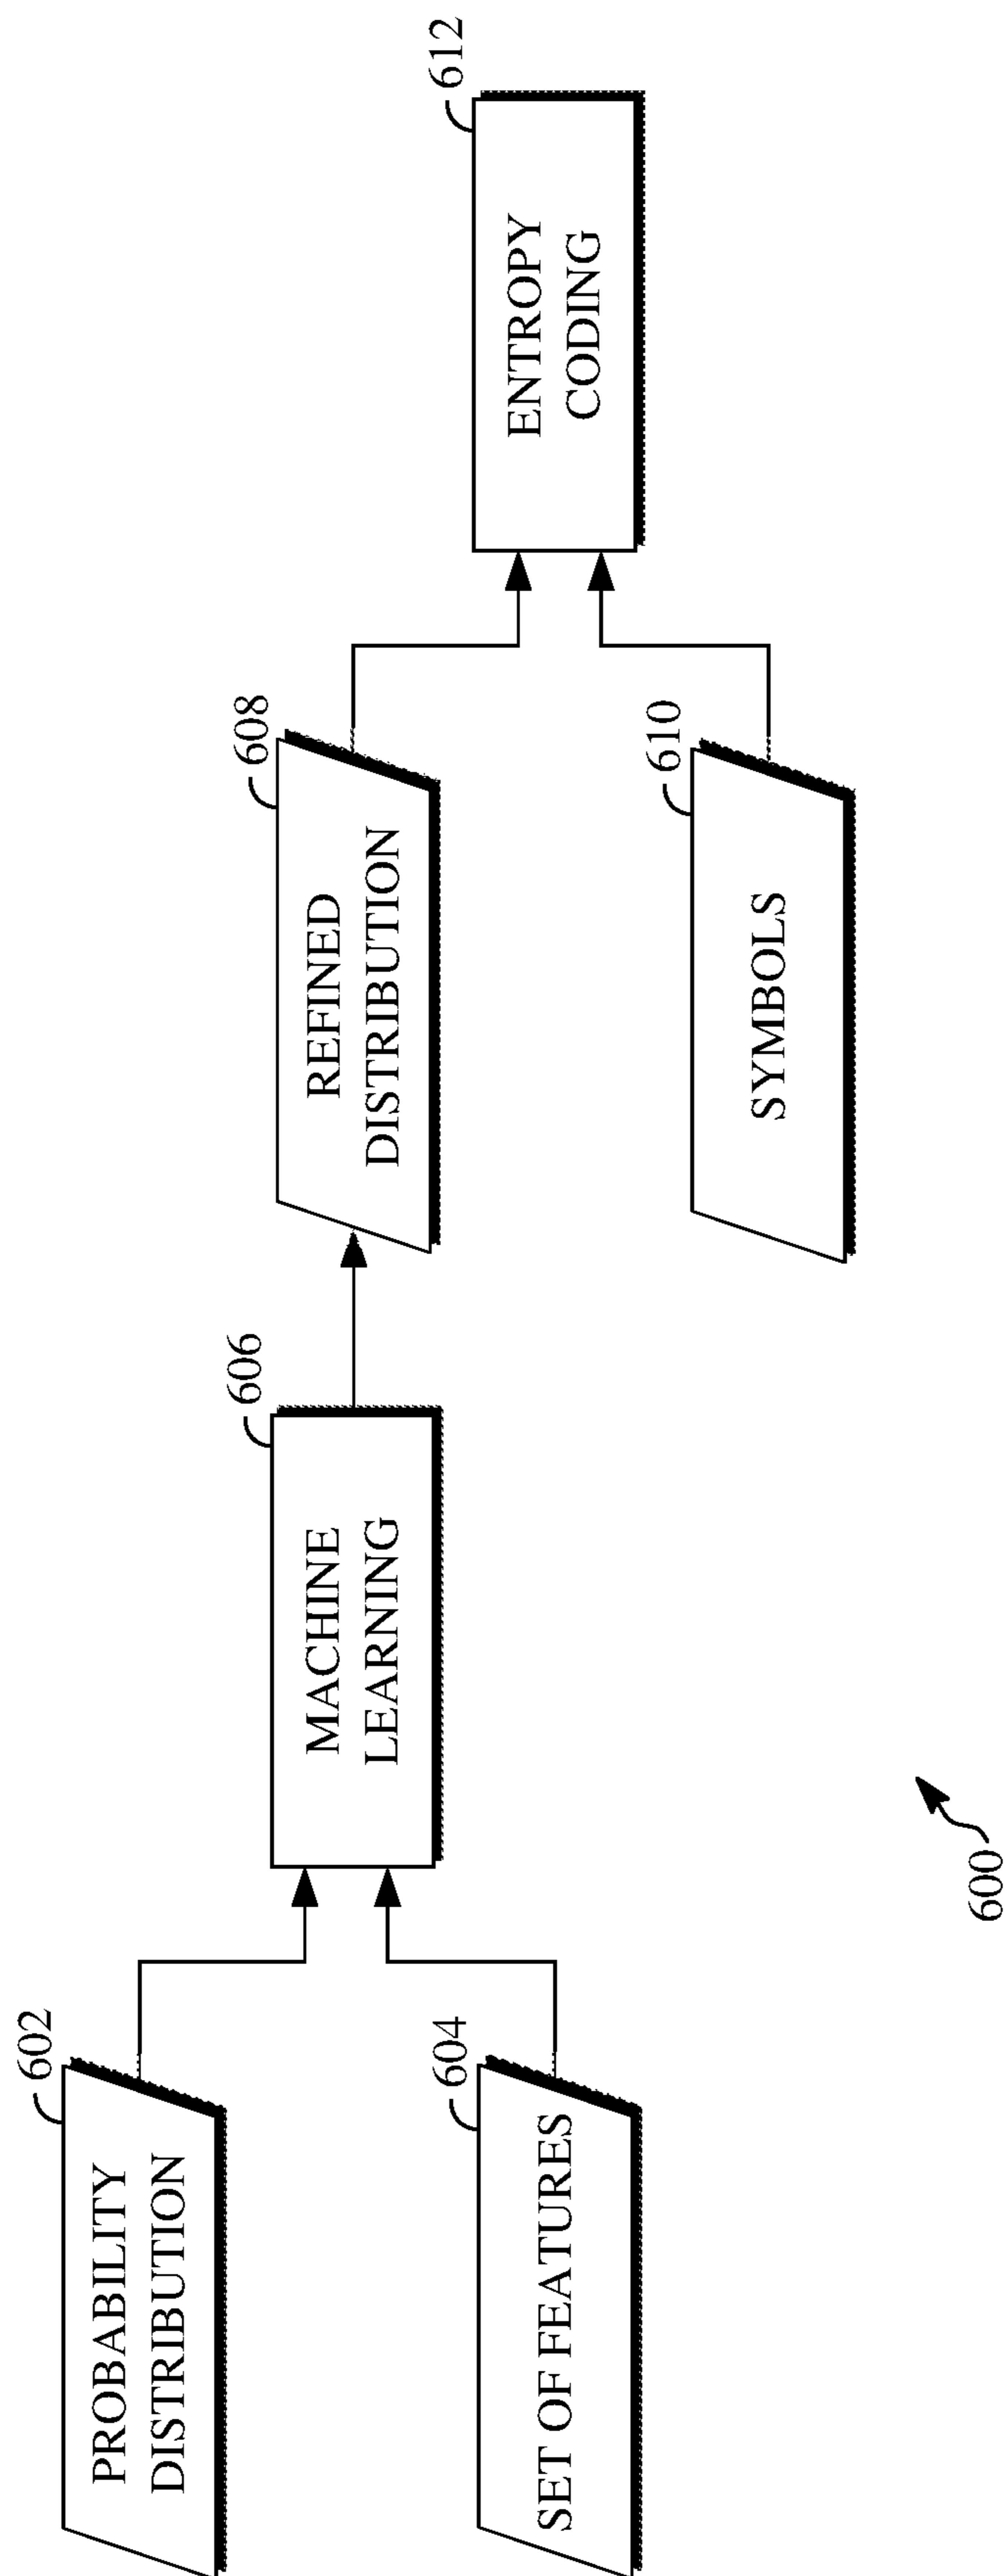 602
PROBABILITY
DISTRIBUTION
604
SET OF FEATURES
606
MACHINE
LEARNING
608
REFINED
DISTRIBUTION
610
SYMBOLS
612
ENTROPY
CODING
600